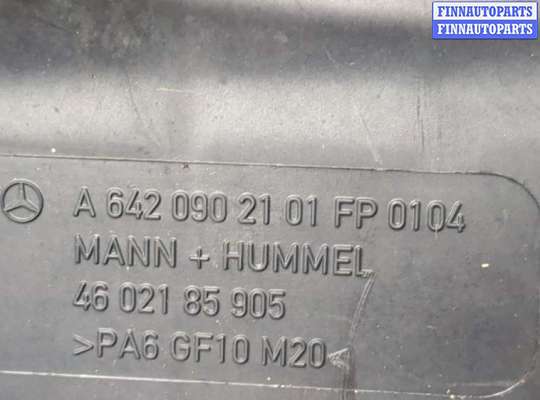 FINNAUTOPARTS
FINNAUTOPARTS
A 642 090 21 01 FP 0104
MANN + HUMMEL
46 021 85 905
>PA6 GF10 M20<